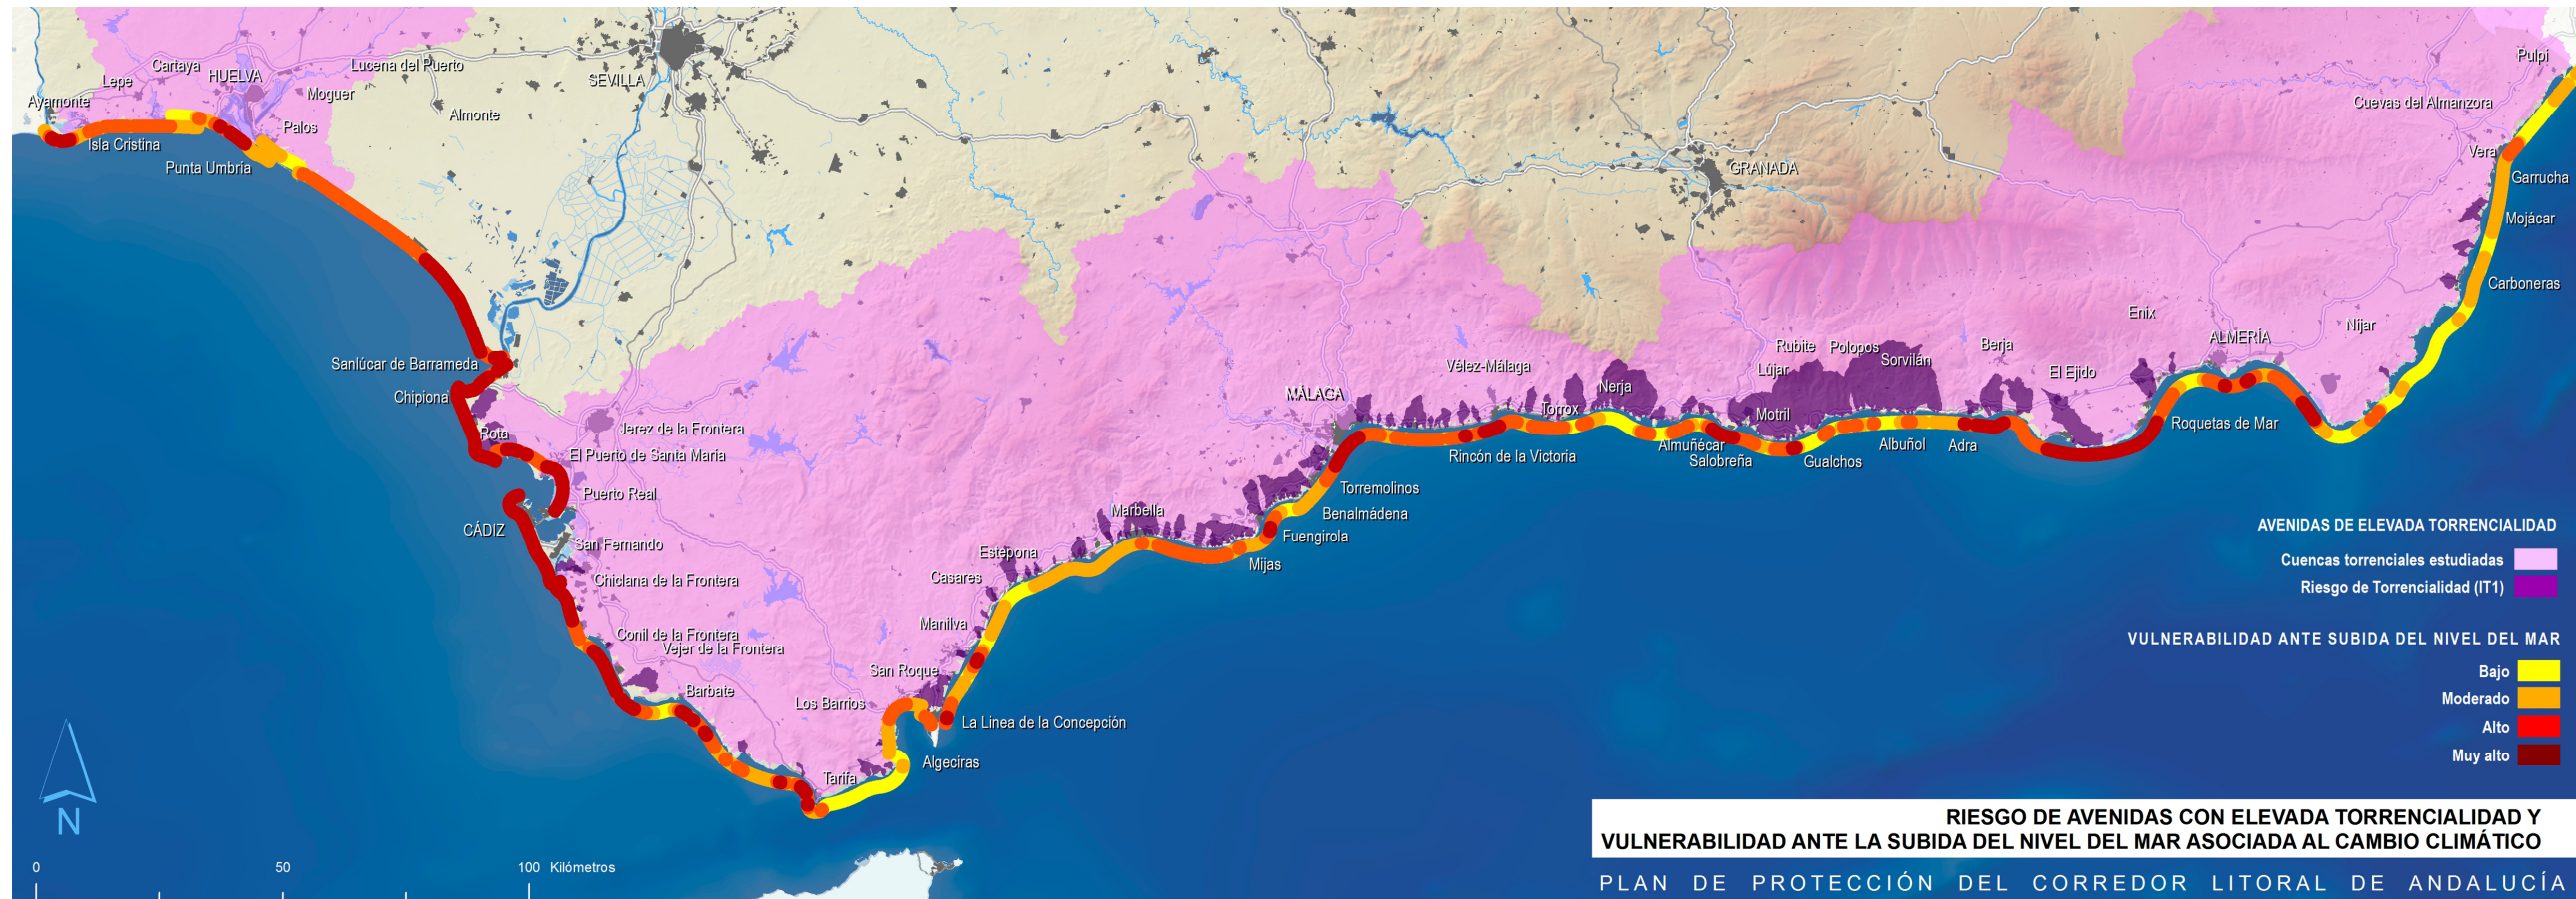 Ayamonte
Lepe
Cartaya
HUELVA
Lucena del Puerto
Moguer
Almonte
Palos
Isla Cristina
Punta Umbría
SEVILLA
GRANADA
Pulpí
Cuevas del Almanzora
Vera
Garrucha
Mojácar
Carboneras
Níjar
ALMERÍA
Enix
Berja
El Ejido
Roquetas de Mar
Adra
Albuñol
Sorvilán
Polopos
Rubite
Lújar
Gualchos
Motril
Salobreña
Almuñécar
Nerja
Torrox
Vélez-Málaga
Rincón de la Victoria
MÁLAGA
Torremolinos
Benalmádena
Fuengirola
Mijas
Marbella
Estepona
Casares
Manilva
San Roque
La Linea de la Concepción
Los Barrios
Algeciras
Tarifa
Barbate
Vejer de la Frontera
Conil de la Frontera
Chiclana de la Frontera
San Fernando
CÁDIZ
Puerto Real
El Puerto de Santa María
Jerez de la Frontera
Rota
Chipiona
Sanlúcar de Barrameda
AVENIDAS DE ELEVADA TORRENCIALIDAD
Cuencas torrenciales estudiadas
Riesgo de Torrencialidad (IT1)
VULNERABILIDAD ANTE SUBIDA DEL NIVEL DEL MAR
Bajo
Moderado
Alto
Muy alto
N
0 50 100 Kilómetros
RIESGO DE AVENIDAS CON ELEVADA TORRENCIALIDAD Y
VULNERABILIDAD ANTE LA SUBIDA DEL NIVEL DEL MAR ASOCIADA AL CAMBIO CLIMÁTICO
PLAN DE PROTECCIÓN DEL CORREDOR LITORAL DE ANDALUCÍA